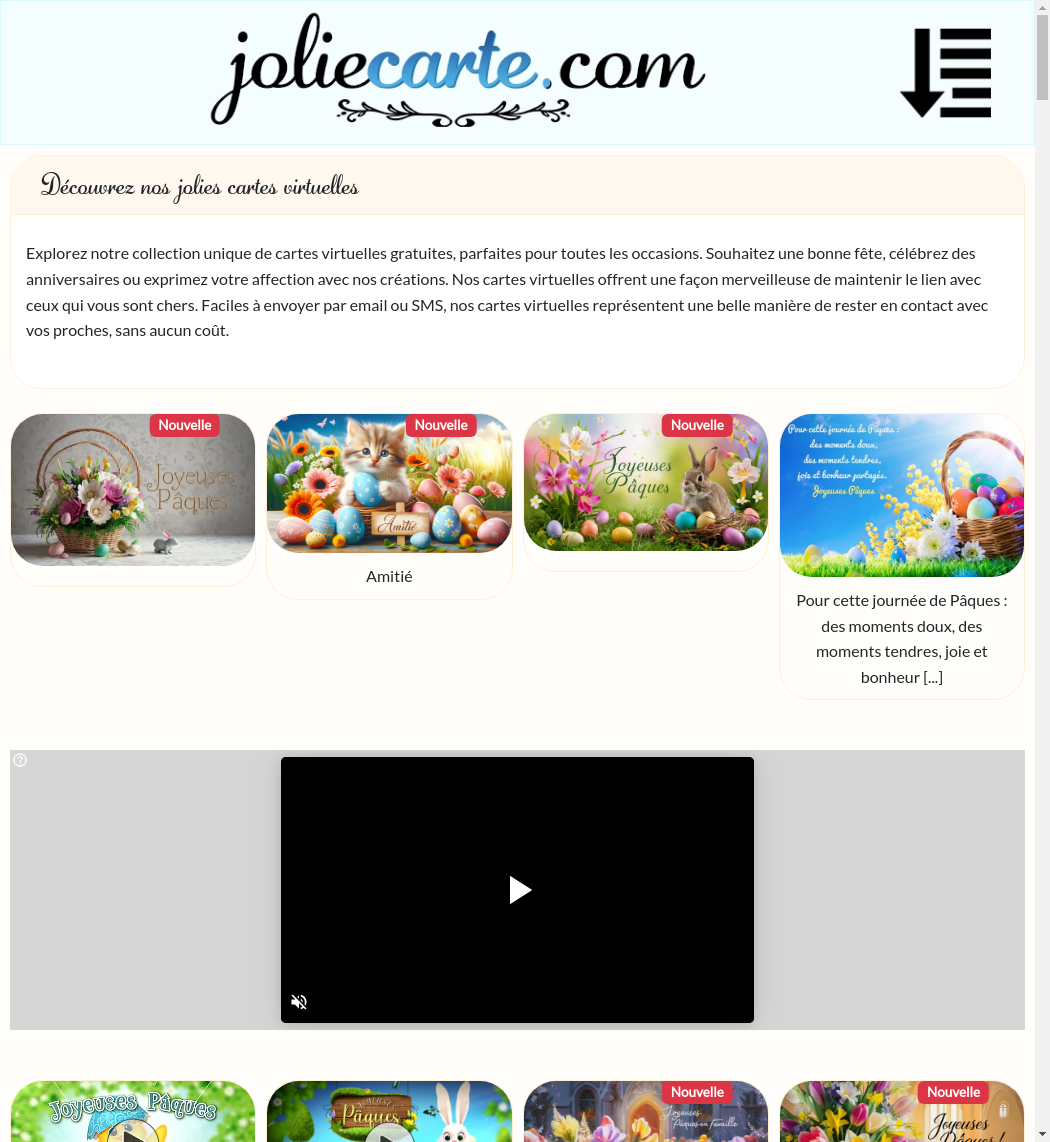 joliecarte.com
Découvrez nos jolies cartes virtuelles
Explorez notre collection unique de cartes virtuelles gratuites, parfaites pour toutes les occasions. Souhaitez une bonne fête, célébrez des
anniversaires ou exprimez votre affection avec nos créations. Nos cartes virtuelles offrent une façon merveilleuse de maintenir le lien avec
ceux qui vous sont chers. Faciles à envoyer par email ou SMS, nos cartes virtuelles représentent une belle manière de rester en contact avec
vos proches, sans aucun coût.
Nouvelle
Joyeuses
Pâques
Nouvelle
Amitié
Amitié
Nouvelle
Joyeuses
Pâques
Pour cette journée de Pâques :
des moments doux,
des moments tendres,
joie et bonheur partagés.
Joyeuses Pâques
Pour cette journée de Pâques :
des moments doux, des
moments tendres, joie et
bonheur [...]
Joyeuses Pâques
Joyeuses
Pâques
Nouvelle
Joyeuses
Pâques en famille
Nouvelle
Joyeuses
Pâques !